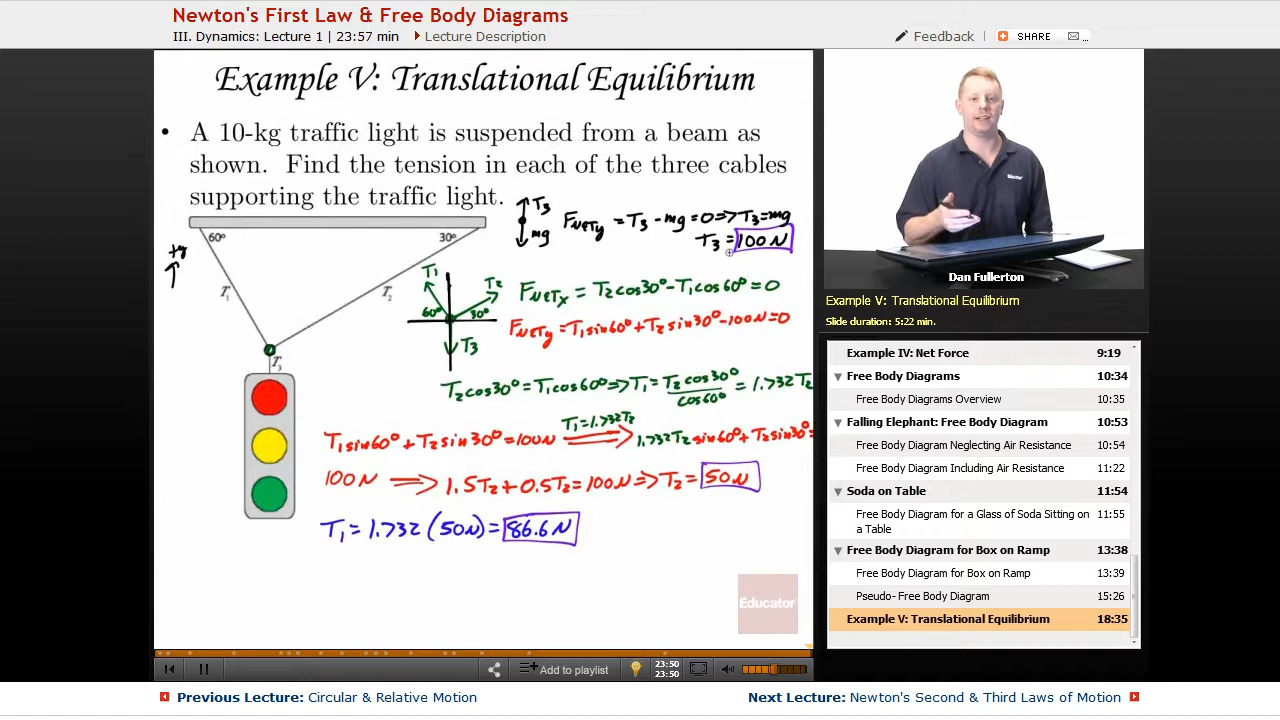 Newton's First Law & Free Body Diagrams
III. Dynamics: Lecture 1 | 23:57 min
Lecture Description
Feedback
SHARE
Example V: Translational Equilibrium
• A 10-kg traffic light is suspended from a beam as
shown. Find the tension in each of the three cables
supporting the traffic light.
T3
mg
FNETy = T3 - mg = 0 => T3 = mg
T3 = 100N
+y
60°
30°
T1
T2
T3
T1
T2
60°
30°
T3
FNETx = T2cos30° - T1cos60° = 0
FNETy = T1sin60° + T2sin30° - 100N = 0
T2cos30° = T1cos60° => T1 = T2cos30° / cos60° = 1.732T2
T1sin60° + T2sin30° = 100N
T1=1.732T2
1.732T2sin60° + T2sin30° =
100N => 1.5T2 + 0.5T2 = 100N => T2 = 50N
T1 = 1.732 (50N) = 86.6N
Educator
Educator
Dan Fullerton
Example V: Translational Equilibrium
Slide duration: 5:22 min.
Example IV: Net Force 9:19
Free Body Diagrams 10:34
Free Body Diagrams Overview 10:35
Falling Elephant: Free Body Diagram 10:53
Free Body Diagram Neglecting Air Resistance 10:54
Free Body Diagram Including Air Resistance 11:22
Soda on Table 11:54
Free Body Diagram for a Glass of Soda Sitting on 11:55
a Table
Free Body Diagram for Box on Ramp 13:38
Free Body Diagram for Box on Ramp 13:39
Pseudo- Free Body Diagram 15:26
Example V: Translational Equilibrium 18:35
Add to playlist
23:50
23:50
Previous Lecture: Circular & Relative Motion
Next Lecture: Newton's Second & Third Laws of Motion